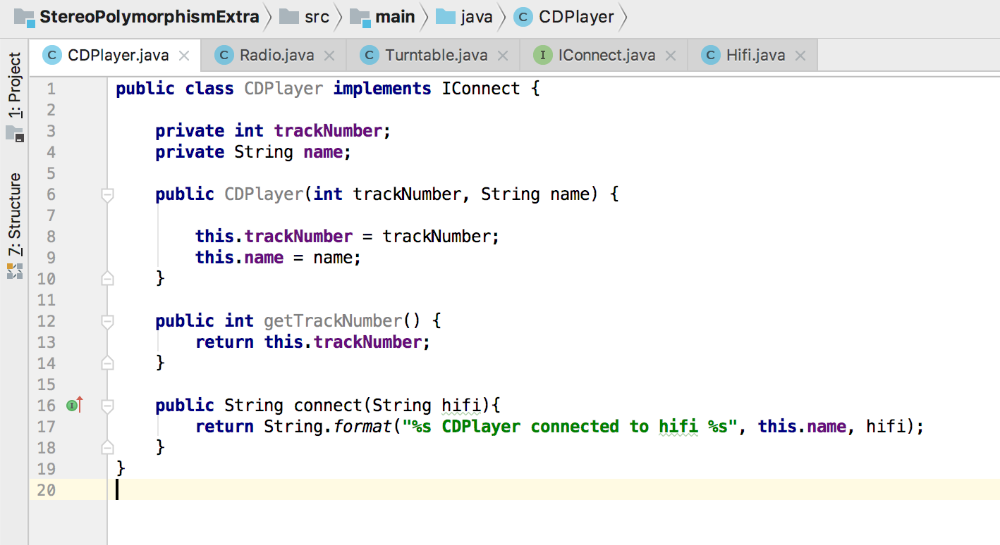 StereoPolymorphismExtra src main java CDPlayer
CDPlayer.java Radio.java Turntable.java IConnect.java Hifi.java
1: Project
7: Structure
1 public class CDPlayer implements IConnect {
2
3     private int trackNumber;
4     private String name;
5
6     public CDPlayer(int trackNumber, String name) {
7
8         this.trackNumber = trackNumber;
9         this.name = name;
10     }
11
12     public int getTrackNumber() {
13         return this.trackNumber;
14     }
15
16     public String connect(String hifi){
17         return String.format("%s CDPlayer connected to hifi %s", this.name, hifi);
18     }
19 }
20